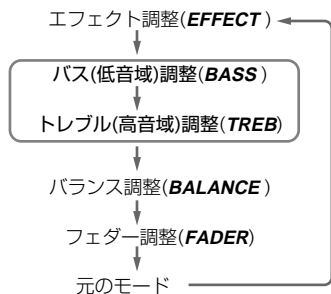 エフェクト調整(EFFECT )
バス(低音域)調整(BASS )
トレブル(高音域)調整(TREB)
バランス調整(BALANCE )
フェダー調整(FADER)
元のモード